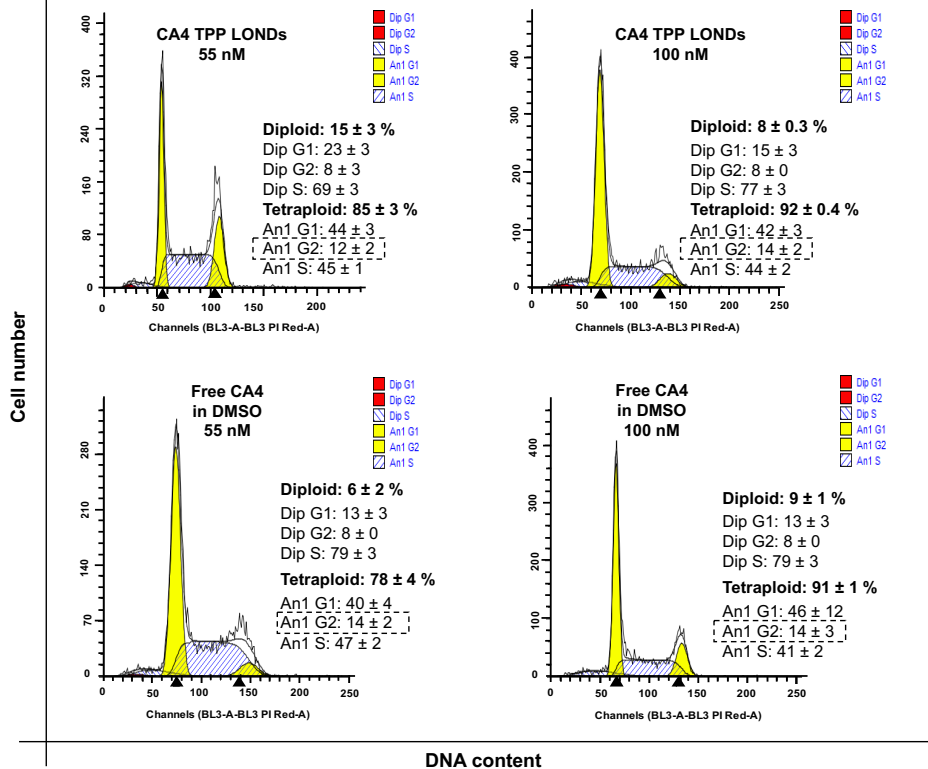 Cell number
CA4 TPP LONDs
55 nM
Dip G1
Dip G2
Dip S
An1 G1
An1 G2
An1 S
Diploid: 15 ± 3 %
Dip G1: 23 ± 3
Dip G2: 8 ± 3
Dip S: 69 ± 3
Tetraploid: 85 ± 3 %
An1 G1: 44 ± 3
An1 G2: 12 ± 2
An1 S: 45 ± 1
400
320
240
160
80
0
0 50 100 150 200
Channels (BL3-A-BL3 PI Red-A)
CA4 TPP LONDs
100 nM
Dip G1
Dip G2
Dip S
An1 G1
An1 G2
An1 S
Diploid: 8 ± 0.3 %
Dip G1: 15 ± 3
Dip G2: 8 ± 0
Dip S: 77 ± 3
Tetraploid: 92 ± 0.4 %
An1 G1: 42 ± 3
An1 G2: 14 ± 2
An1 S: 44 ± 2
400
300
200
100
0
0 50 100 150 200 250
Channels (BL3-A-BL3 PI Red-A)
Free CA4
in DMSO
55 nM
Dip G1
Dip G2
Dip S
An1 G1
An1 G2
An1 S
Diploid: 6 ± 2 %
Dip G1: 13 ± 3
Dip G2: 8 ± 0
Dip S: 79 ± 3
Tetraploid: 78 ± 4 %
An1 G1: 40 ± 4
An1 G2: 14 ± 2
An1 S: 47 ± 2
280
210
140
70
0
0 50 100 150 200 250
Channels (BL3-A-BL3 PI Red-A)
Free CA4
in DMSO
100 nM
Dip G1
Dip G2
Dip S
An1 G1
An1 G2
An1 S
Diploid: 9 ± 1 %
Dip G1: 13 ± 3
Dip G2: 8 ± 0
Dip S: 79 ± 3
Tetraploid: 91 ± 1 %
An1 G1: 46 ± 12
An1 G2: 14 ± 3
An1 S: 41 ± 2
400
300
200
100
0
0 50 100 150 200 250
Channels (BL3-A-BL3 PI Red-A)
DNA content